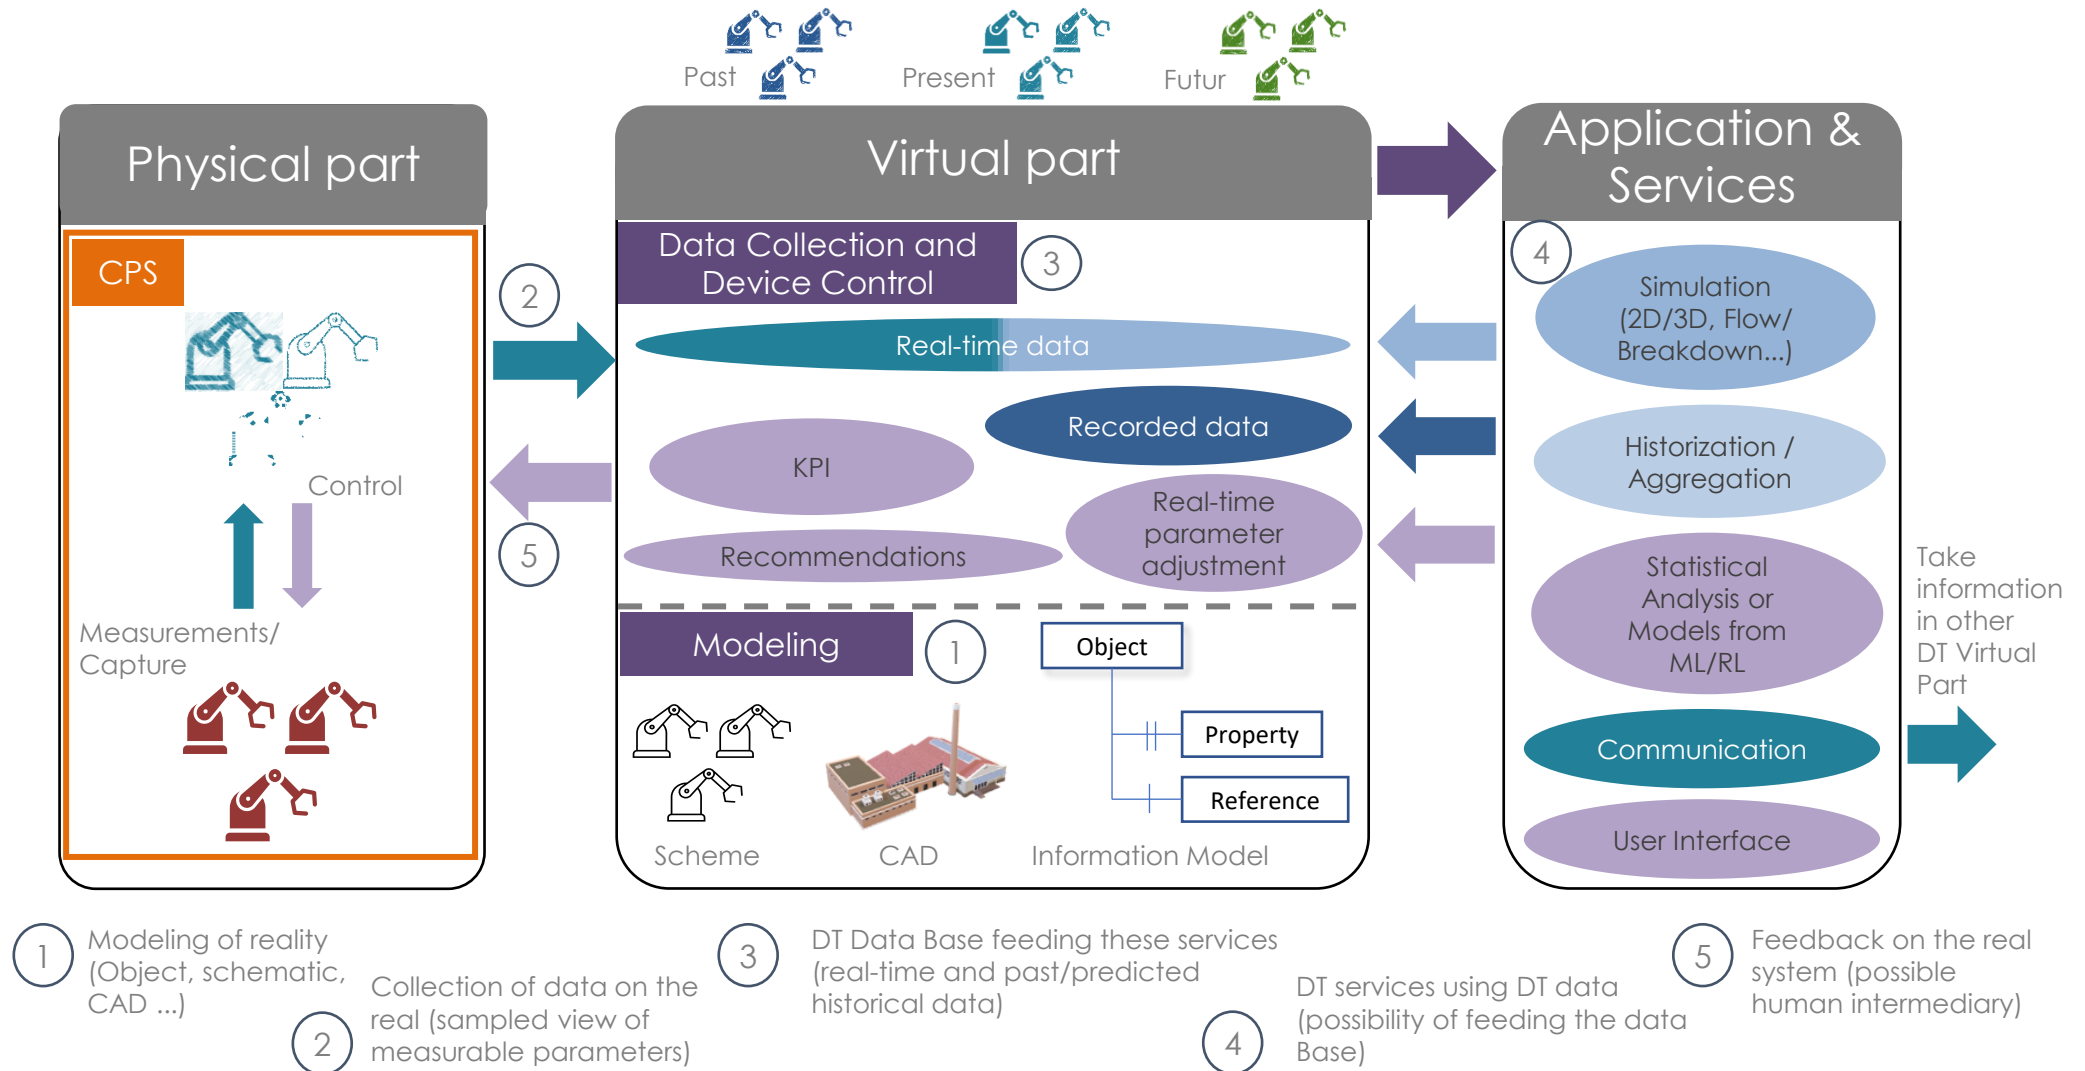 Past
Present
Futur
Physical part
Virtual part
Application &
Services
CPS
2
Control
Measurements/
Capture
5
Data Collection and
Device Control
3
Real-time data
Recorded data
KPI
Real-time
parameter
adjustment
Recommendations
Modeling
1
Object
Property
Reference
Scheme
CAD
Information Model
4
Simulation
(2D/3D, Flow/
Breakdown...)
Historization /
Aggregation
Statistical
Analysis or
Models from
ML/RL
Communication
User Interface
Take
information
in other
DT Virtual
Part
1
Modeling of reality
(Object, schematic,
CAD ...)
2
Collection of data on the
real (sampled view of
measurable parameters)
3
DT Data Base feeding these services
(real-time and past/predicted
historical data)
4
DT services using DT data
(possibility of feeding the data
Base)
5
Feedback on the real
system (possible
human intermediary)